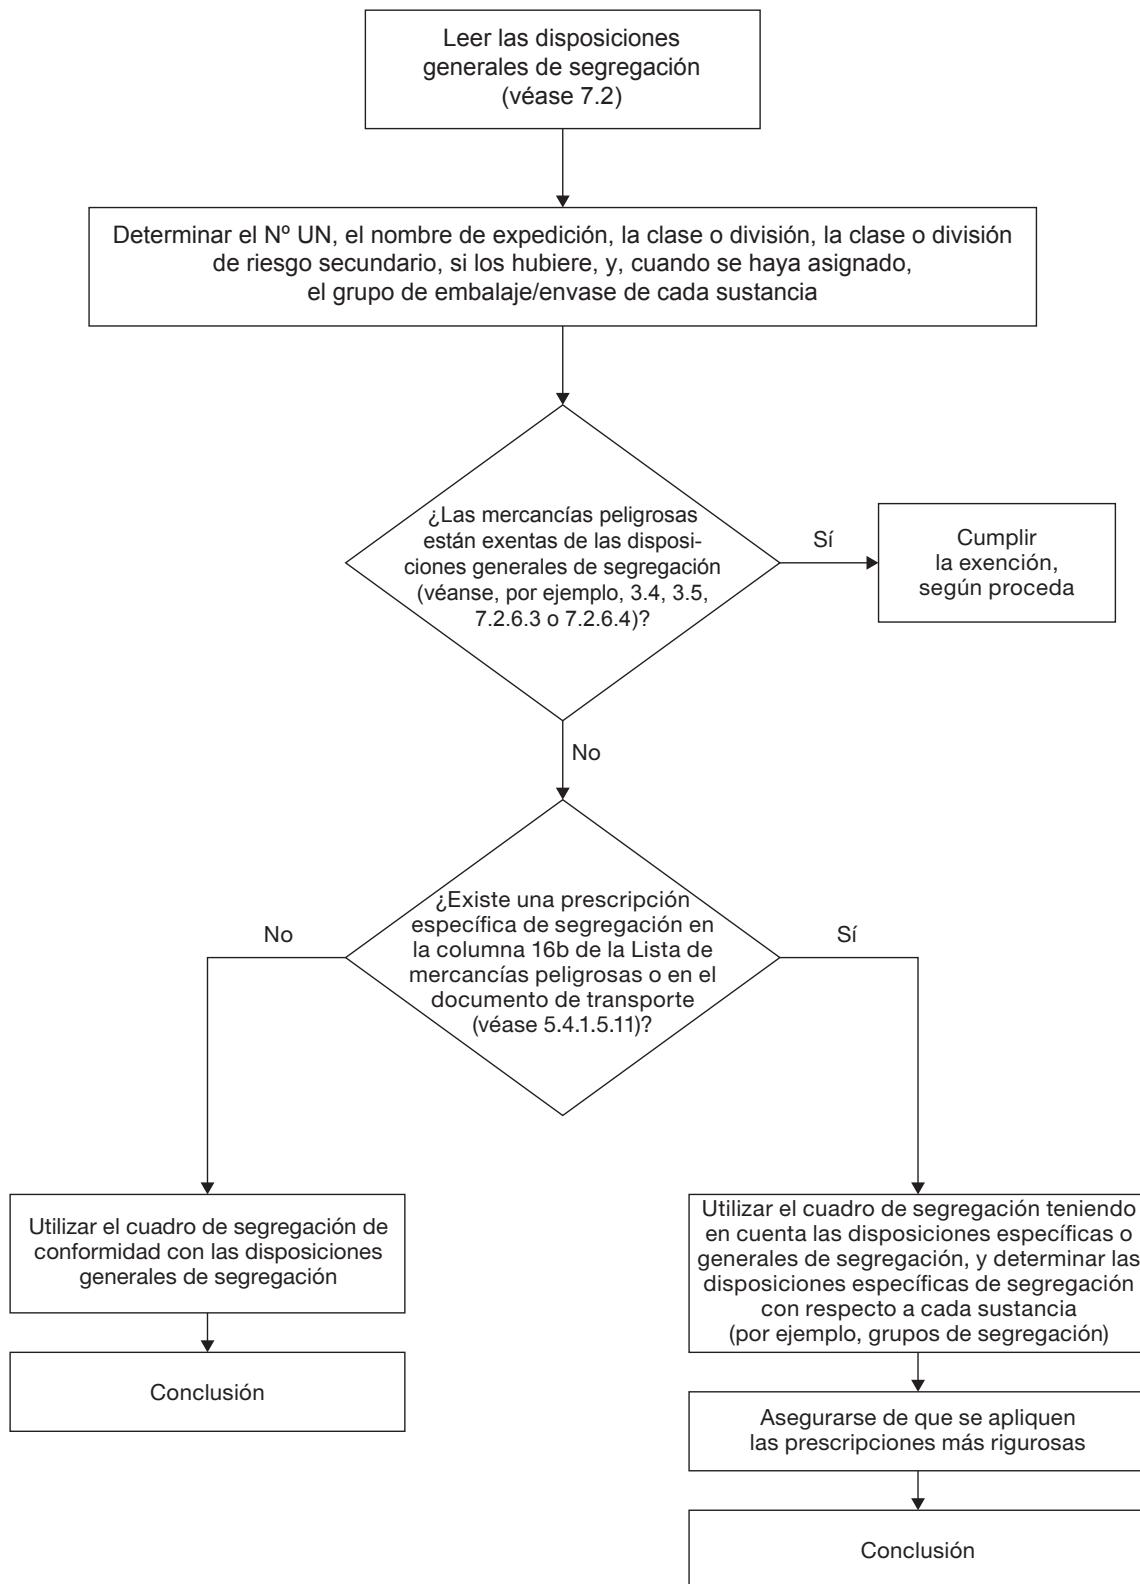 Leer las disposiciones
generales de segregación
(véase 7.2)
Determinar el Nº UN, el nombre de expedición, la clase o división, la clase o división
de riesgo secundario, si los hubiere, y, cuando se haya asignado,
el grupo de embalaje/envase de cada sustancia
¿Las mercancías peligrosas
están exentas de las disposi-
ciones generales de segregación
(véanse, por ejemplo, 3.4, 3.5,
7.2.6.3 o 7.2.6.4)?
Sí
Cumplir
la exención,
según proceda
No
¿Existe una prescripción
específica de segregación en
la columna 16b de la Lista de
mercancías peligrosas o en el
documento de transporte
(véase 5.4.1.5.11)?
No
Sí
Utilizar el cuadro de segregación de
conformidad con las disposiciones
generales de segregación
Conclusión
Utilizar el cuadro de segregación teniendo
en cuenta las disposiciones específicas o
generales de segregación, y determinar las
disposiciones específicas de segregación
con respecto a cada sustancia
(por ejemplo, grupos de segregación)
Asegurarse de que se apliquen
las prescripciones más rigurosas
Conclusión